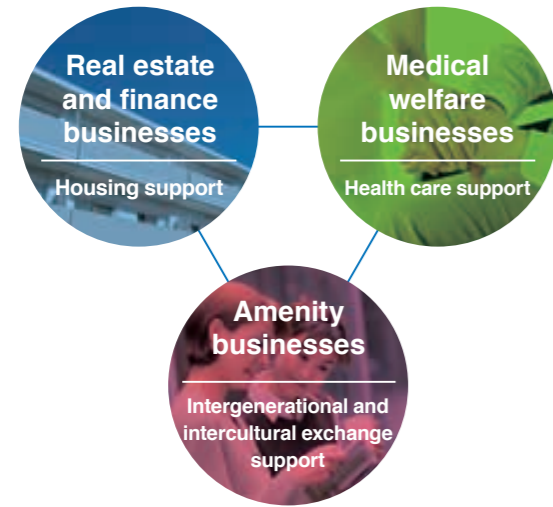 Real estate
and finance
businesses
Housing support
Medical
welfare
businesses
Health care support
Amenity
businesses
Intergenerational and
intercultural exchange
support